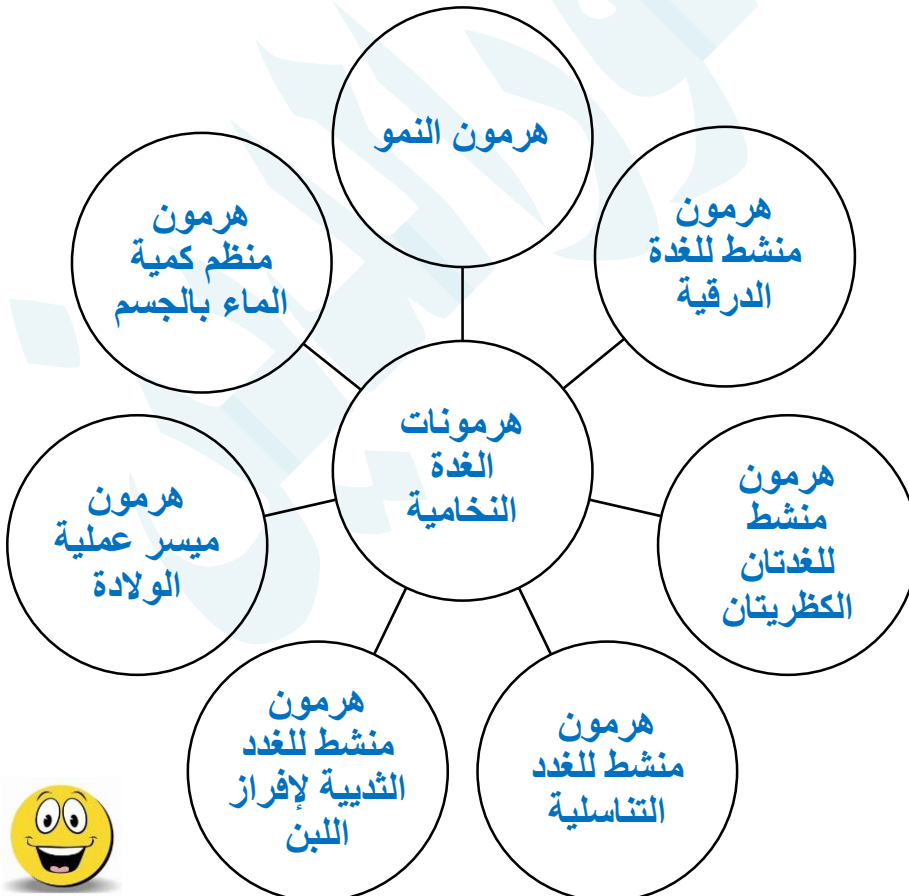 هرمون النمو
هرمون
منشط للغدة
الدرقية
هرمون
منشط
للغدتان
الكظريتان
هرمون
منشط للغدد
التناسلية
هرمون
منشط للغدد
الثديية لإفراز
اللبن
هرمون
ميسر عملية
الولادة
هرمون
منظم كمية
الماء بالجسم
هرمونات
الغدة
النخامية